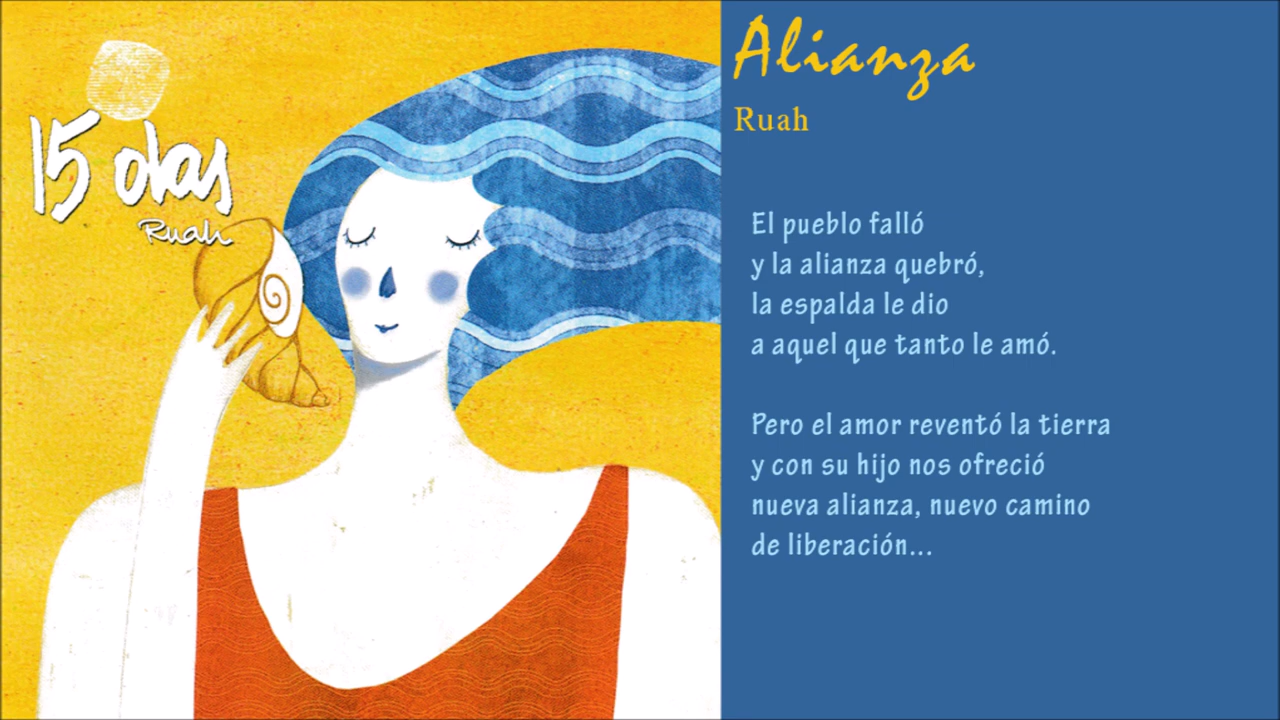 15 olas
Ruah
Alianza
Ruah
El pueblo falló
y la alianza quebró,
la espalda le dio
a aquel que tanto le amó.
Pero el amor reventó la tierra
y con su hijo nos ofreció
nueva alianza, nuevo camino
de liberación...